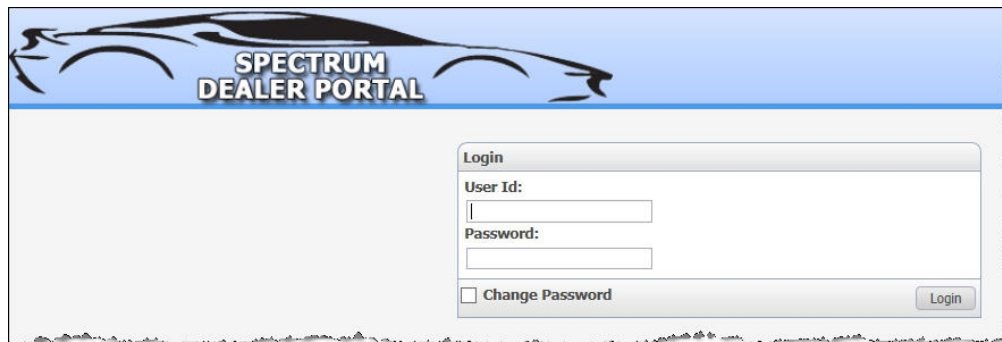 SPECTRUM
DEALER PORTAL
Login
User Id:
Password:
Change Password
Login